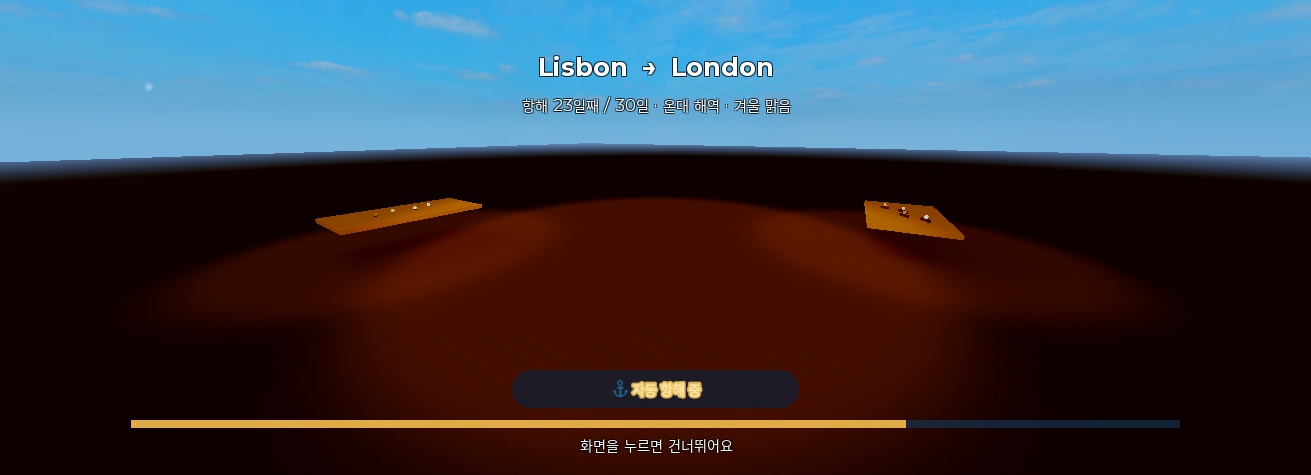 Lisbon → London
항해 23일째 / 30일 · 온대 해역 · 겨울 맑음
⚓ 자동 항해 중
화면을 누르면 건너뛰어요